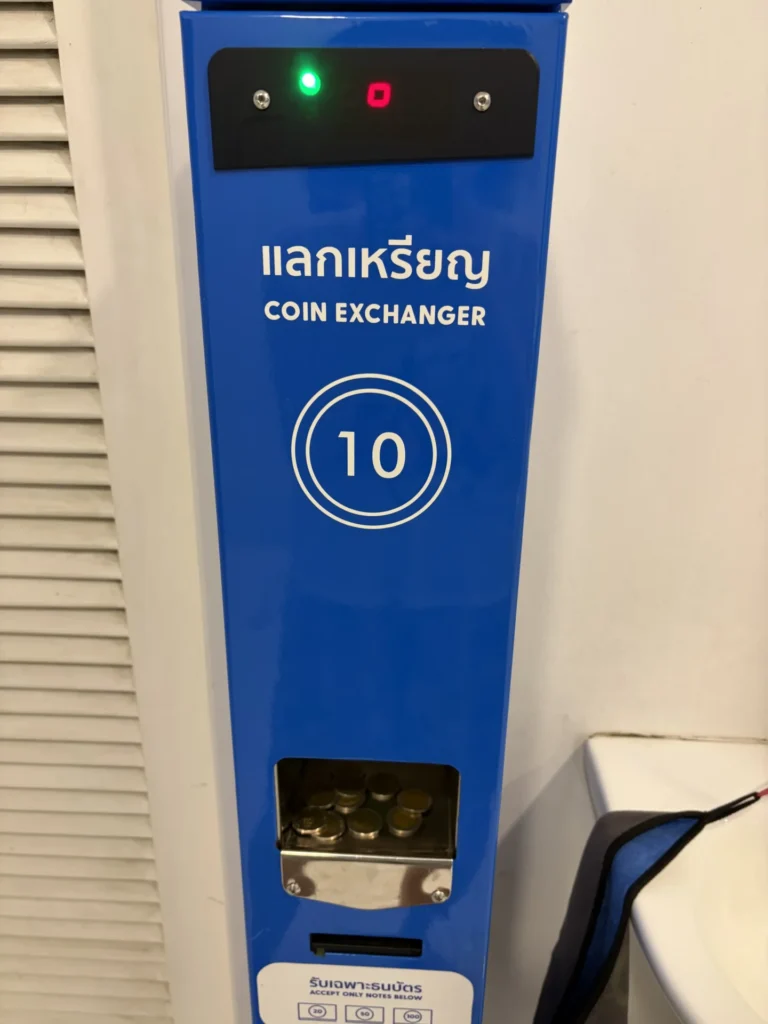 แลกเหรียญ
COIN EXCHANGER
10
รับเฉพาะธนบัตร
ACCEPT ONLY NOTES BELOW
20 50 100